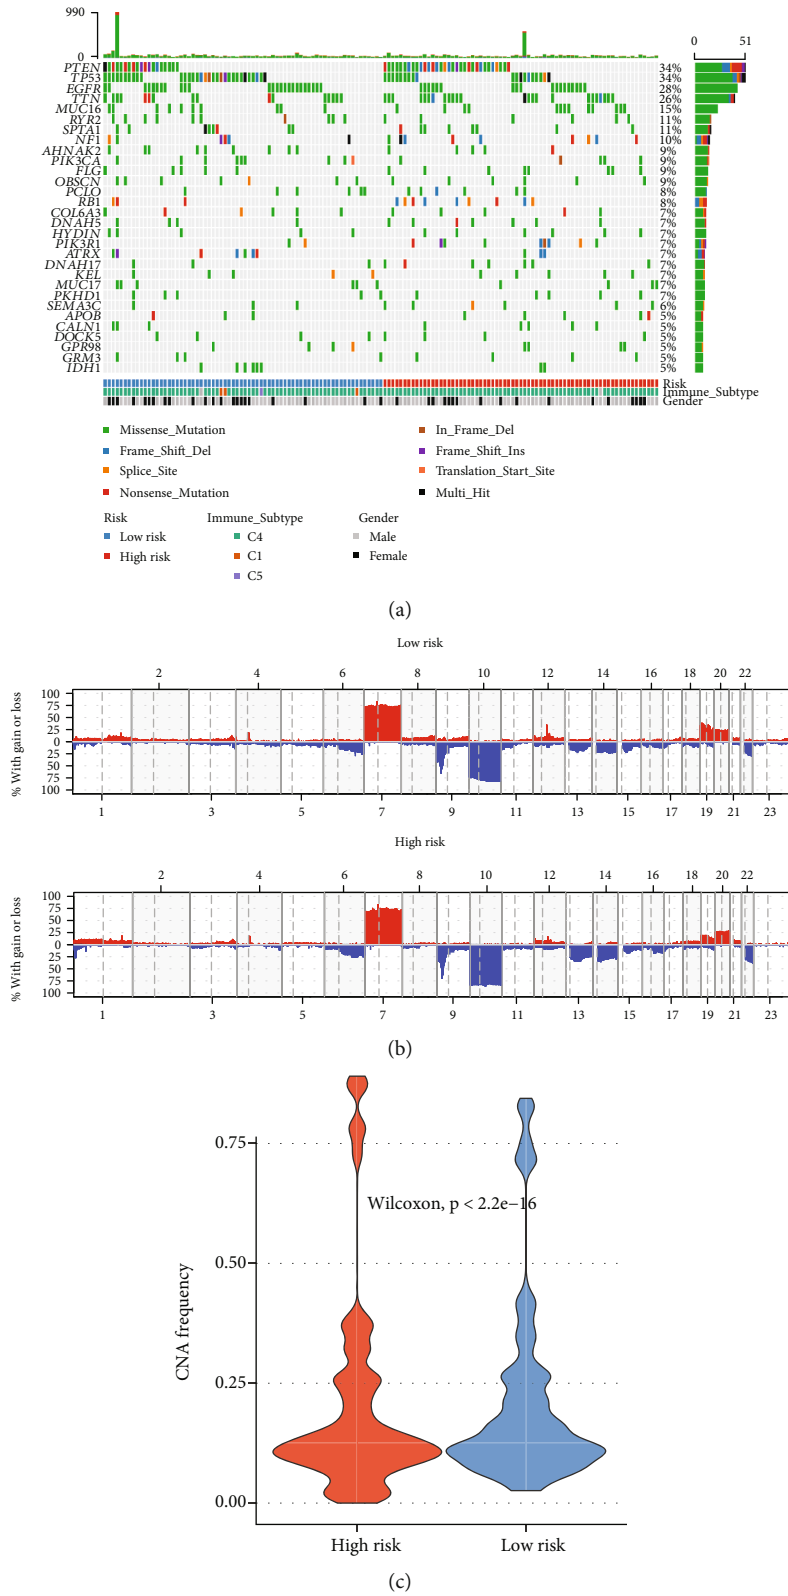 990
0
0 51
PTEN 34%
TP53 34%
EGFR 28%
TTN 26%
MUC16 15%
RYR2 11%
SPTA1 11%
NF1 10%
AHNAK2 9%
PIK3CA 9%
FLG 9%
OBSCN 9%
PCLO 8%
RB1 8%
COL6A3 7%
DNAH5 7%
HYDIN 7%
PIK3R1 7%
ATRX 7%
DNAH17 7%
KEL 7%
MUC17 7%
PKHD1 7%
SEMA3C 6%
APOB 5%
CALN1 5%
DOCK5 5%
GPR98 5%
GRM3 5%
IDH1 5%
Risk
Immune_Subtype
Gender
Missense_Mutation In_Frame_Del
Frame_Shift_Del Frame_Shift_Ins
Splice_Site Translation_Start_Site
Nonsense_Mutation Multi_Hit
Risk Immune_Subtype Gender
Low risk C4 Male
High risk C1 Female
C5
(a)
Low risk
2 4 6 8 10 12 14 16 18 20 22
% With gain or loss
100
75
50
25
0
25
50
75
100
1 3 5 7 9 11 13 15 17 19 21 23
High risk
2 4 6 8 10 12 14 16 18 20 22
% With gain or loss
100
75
50
25
0
25
50
75
100
1 3 5 7 9 11 13 15 17 19 21 23
(b)
CNA frequency
0.75
Wilcoxon, p < 2.2e−16
0.50
0.25
0.00
High risk Low risk
(c)